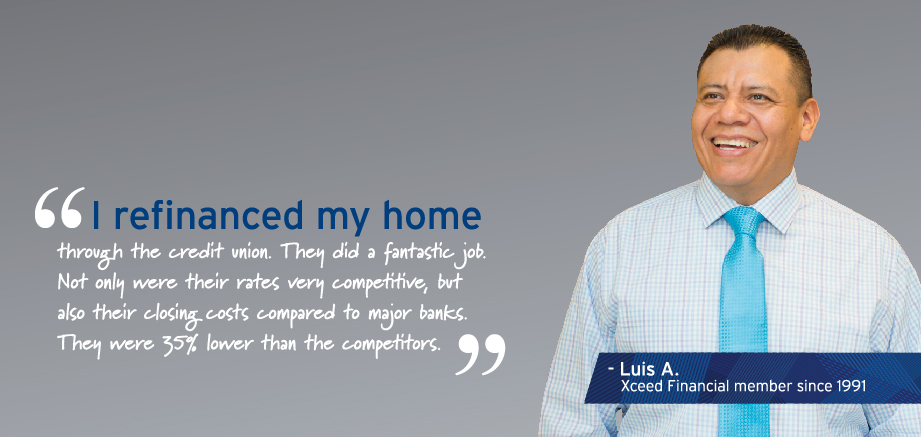 “ I refinanced my home
through the credit union. They did a fantastic job.
Not only were their rates very competitive, but
also their closing costs compared to major banks.
They were 35% lower than the competitors. ”
- Luis A.
Xceed Financial member since 1991